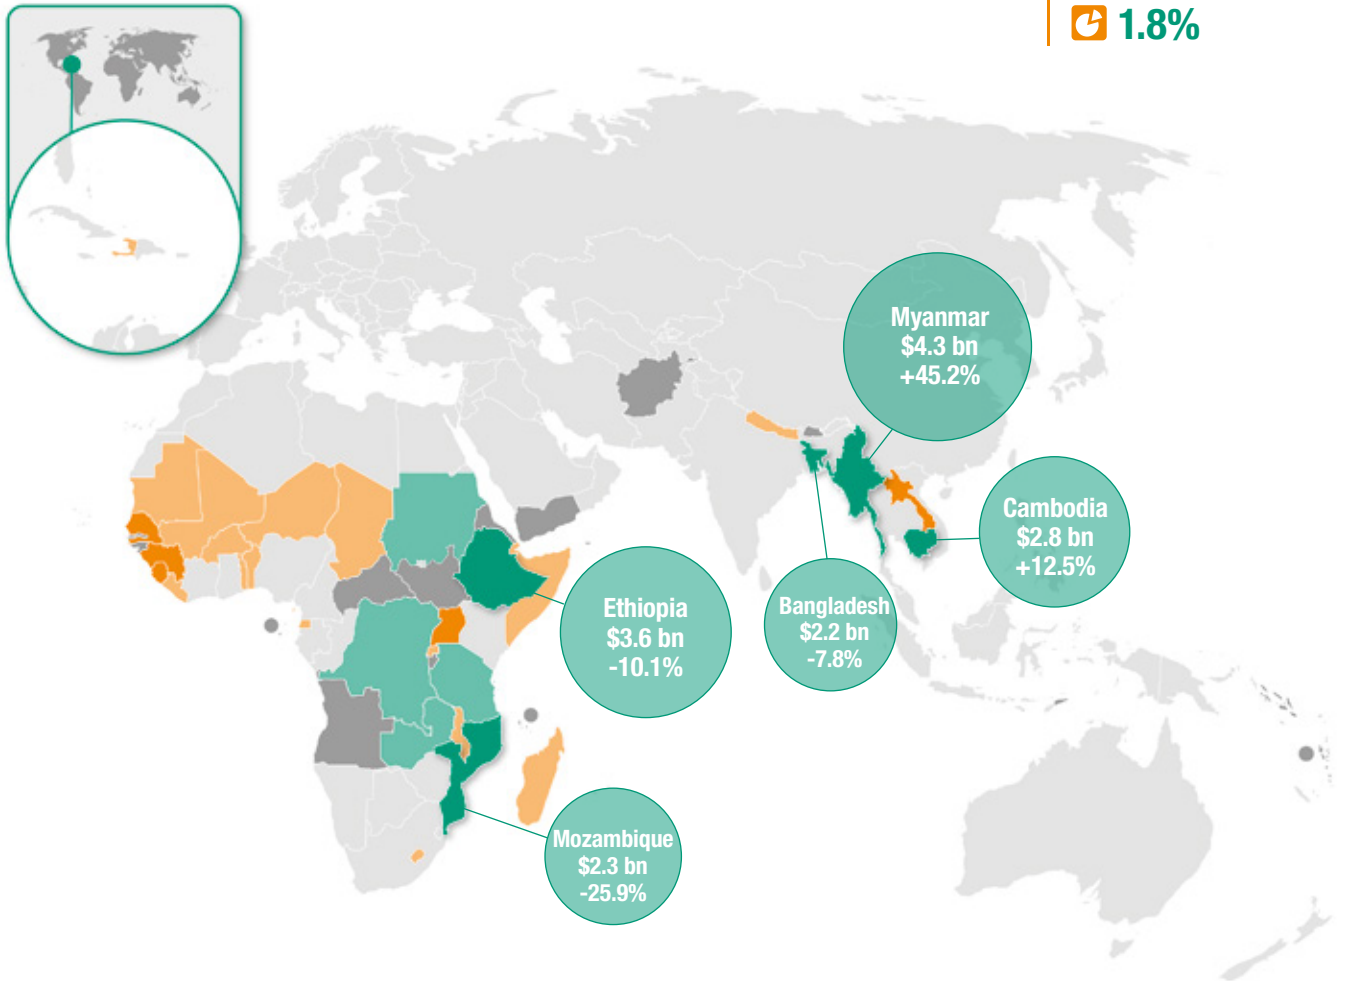 1.8%
Myanmar
$4.3 bn
+45.2%
Cambodia
$2.8 bn
+12.5%
Ethiopia
$3.6 bn
-10.1%
Bangladesh
$2.2 bn
-7.8%
Mozambique
$2.3 bn
-25.9%